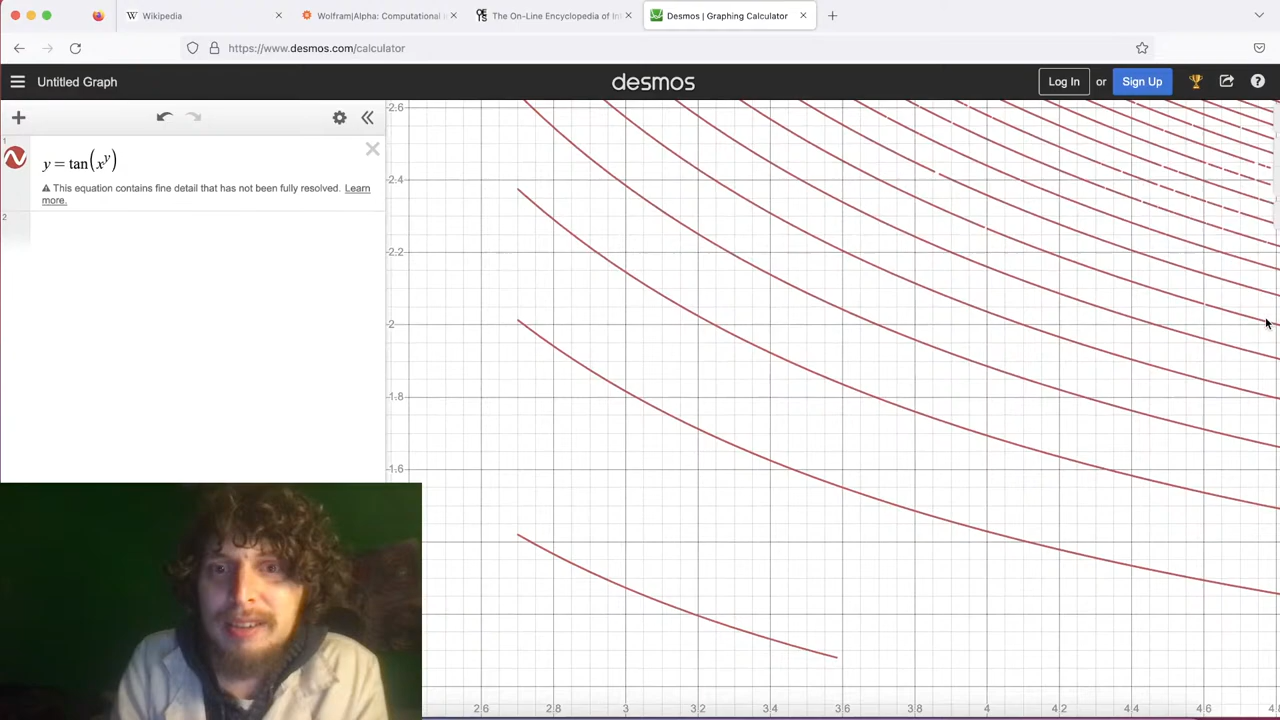 Wikipedia
Wolfram|Alpha: Computational I
The On-Line Encyclopedia of In
Desmos | Graphing Calculator
https://www.desmos.com/calculator
Untitled Graph
desmos
Log In or Sign Up
1
y = tan(x^y)
This equation contains fine detail that has not been fully resolved. Learn
more.
2
2.6
2.4
2.2
2
1.8
1.6
2.6 3 3.2 3.4 3.6 3.8 4 4.2 4.4 4.6